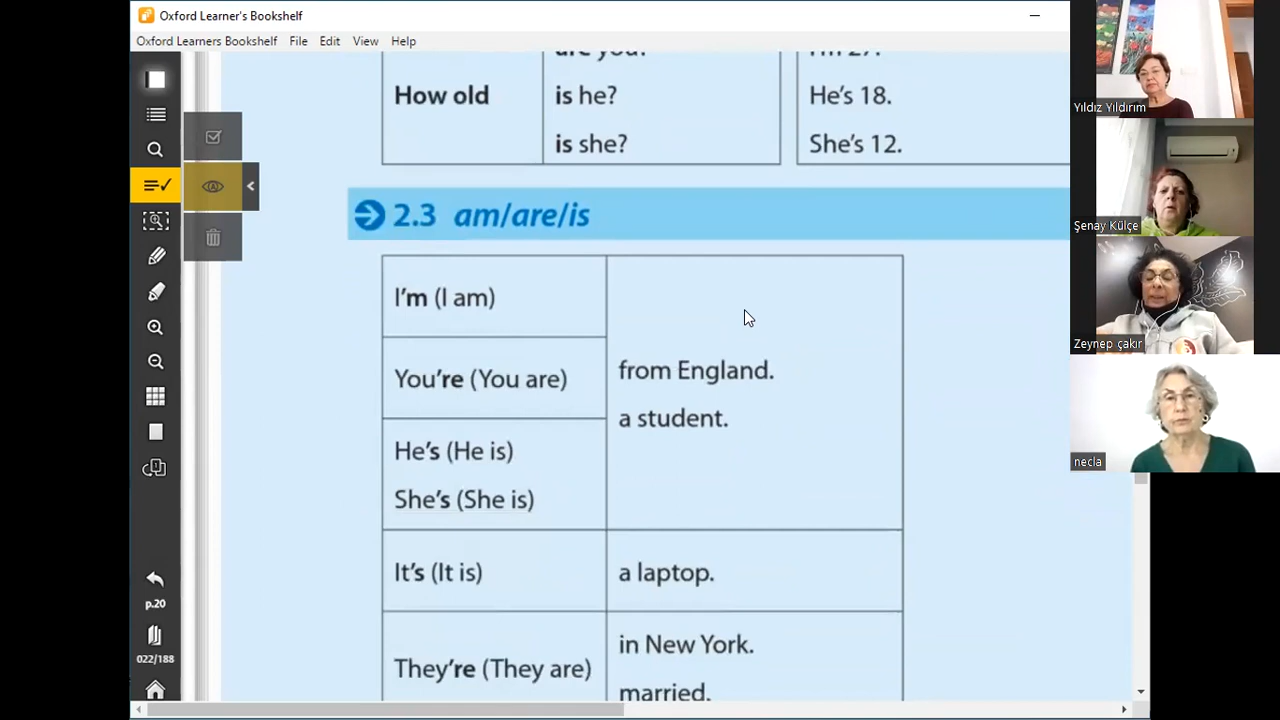 Oxford Learner's Bookshelf
Oxford Learners Bookshelf File Edit View Help
are you?
I'm 27.
How old
is he?
He's 18.
is she?
She's 12.
2.3 am/are/is
I'm (I am)
You're (You are)
from England.
a student.
He's (He is)
She's (She is)
It's (It is)
a laptop.
They're (They are)
in New York.
married.
p.20
022/188
Yıldız Yıldırım
Şenay Külçe
Zeynep çakır
necla